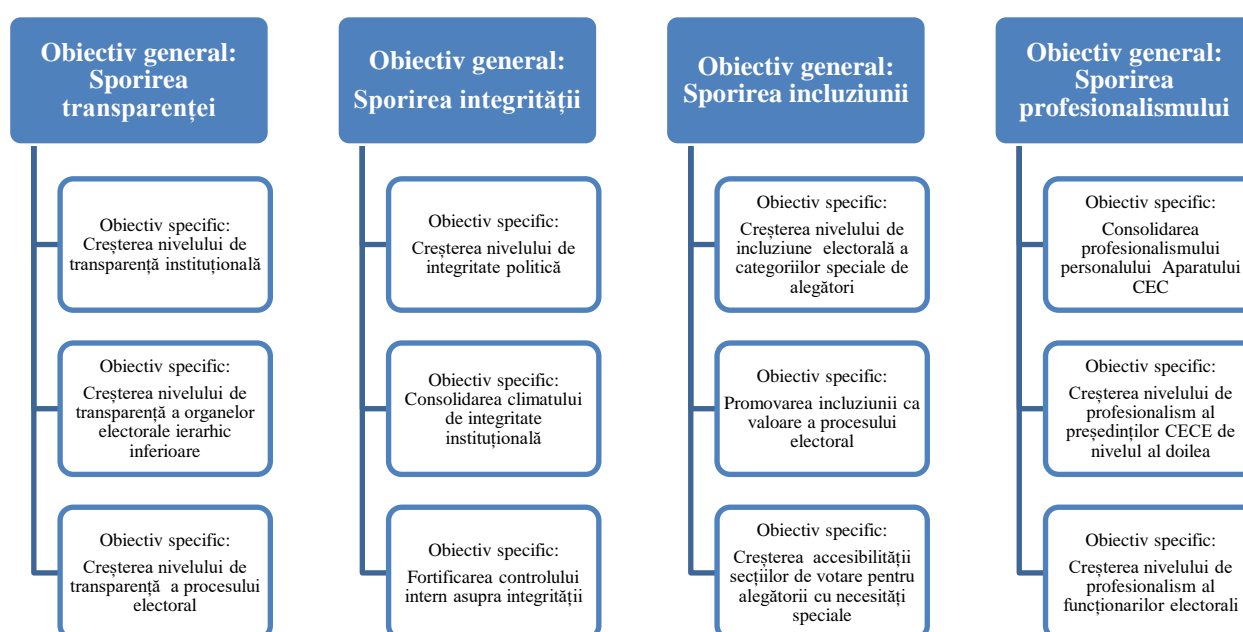 Obiectiv general:
Sporirea
transparenței
Obiectiv specific:
Creșterea nivelului de
transparență instituțională
Obiectiv specific:
Creșterea nivelului de
transparență a organelor
electorale ierarhic
inferioare
Obiectiv specific:
Creșterea nivelului de
transparență a procesului
electoral
Obiectiv general:
Sporirea integrității
Obiectiv specific:
Creșterea nivelului de
integritate politică
Obiectiv specific:
Consolidarea climatului
de integritate
instituțională
Obiectiv specific:
Fortificarea controlului
intern asupra integrității
Obiectiv general:
Sporirea incluziunii
Obiectiv specific:
Creșterea nivelului de
incluziune electorală a
categoriilor speciale de
alegători
Obiectiv specific:
Promovarea incluziunii ca
valoare a procesului
electoral
Obiectiv specific:
Creșterea accesibilității
secțiilor de votare pentru
alegătorii cu necesități
speciale
Obiectiv general:
Sporirea
profesionalismului
Obiectiv specific:
Consolidarea
profesionalismului
personalului Aparatului
CEC
Obiectiv specific:
Creșterea nivelului de
profesionalism al
președinților CECE de
nivelul al doilea
Obiectiv specific:
Creșterea nivelului de
profesionalism al
funcționarilor electorali